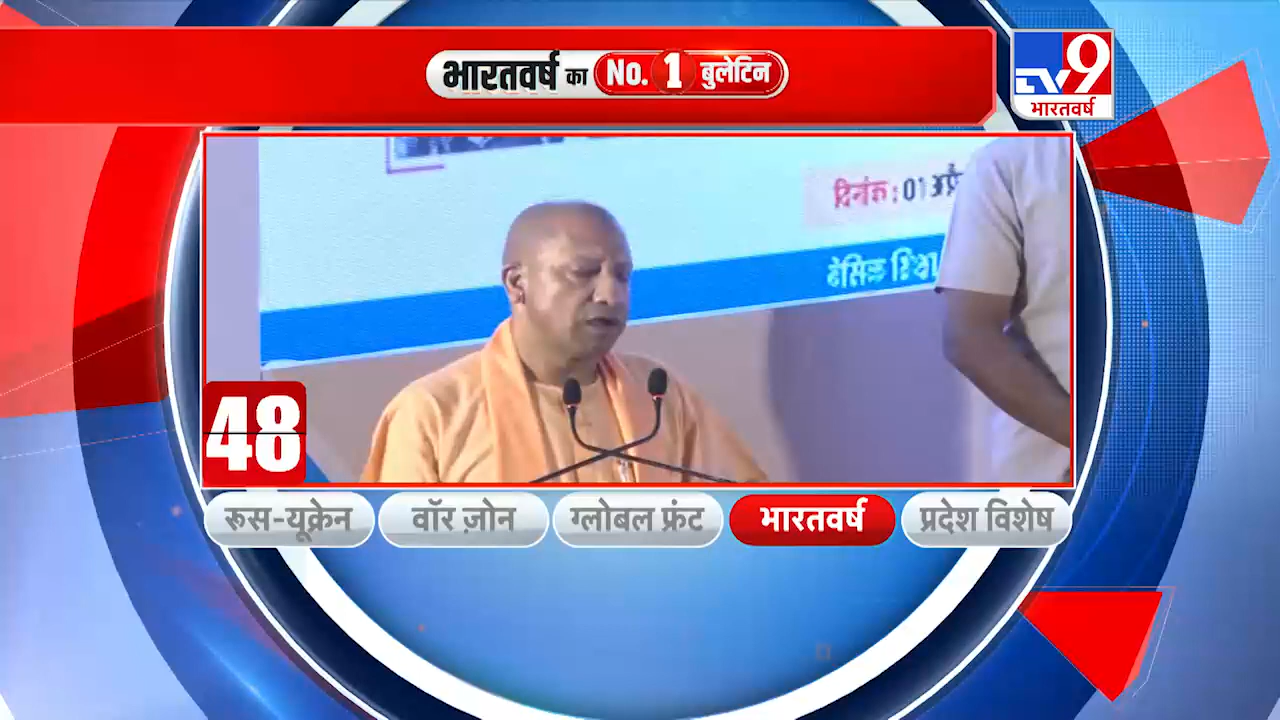 भारतवर्ष का No. 1 बुलेटिन
TV9
भारतवर्ष
दिनांक : 01
बेसिक
48
रूस-यूक्रेन
वॉर ज़ोन
ग्लोबल फ्रंट
भारतवर्ष
प्रदेश विशेष